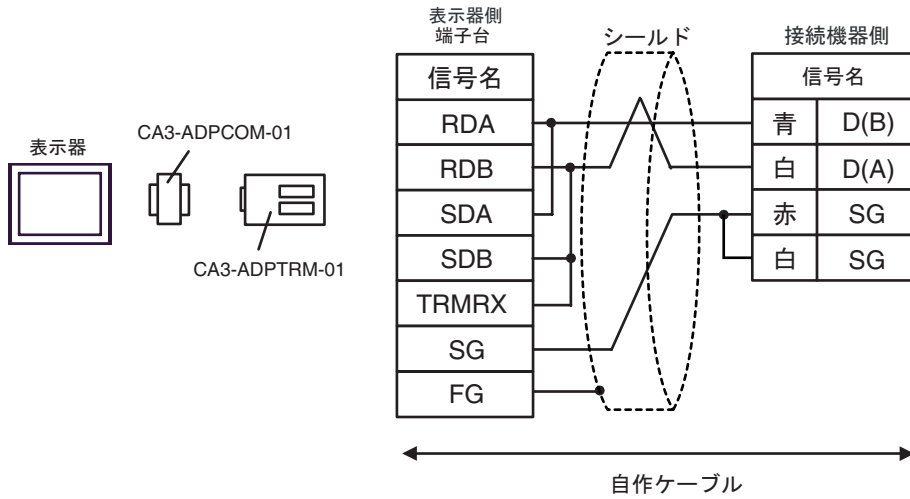 表示器
CA3-ADPCOM-01
CA3-ADPTRM-01
表示器側
端子台
信号名
RDA
RDB
SDA
SDB
TRMRX
SG
FG
シールド
接続機器側
信号名
青 D(B)
白 D(A)
赤 SG
白 SG
自作ケーブル